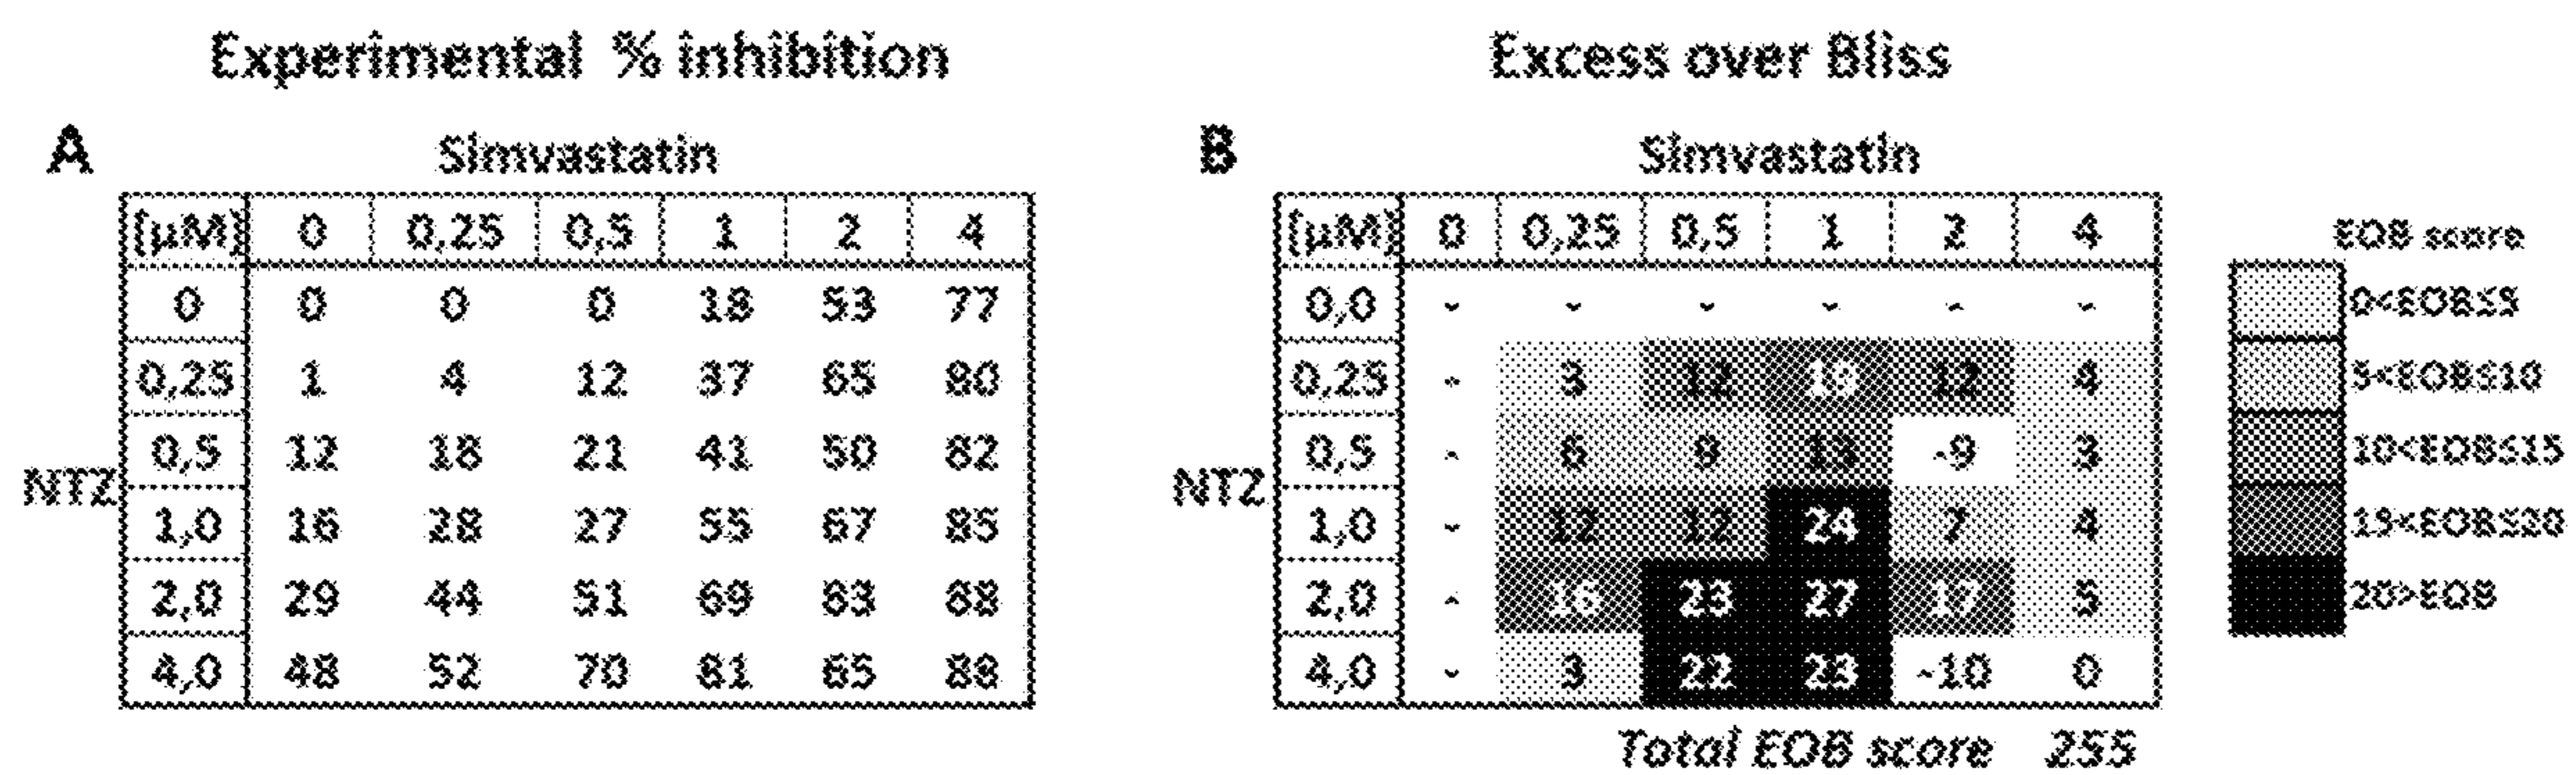 Experimental % inhibition
Excess over Bliss
A
Simvastatin
[µM] 0 0,25 0,5 1 2 4
0 0 0 0 18 53 77
0,25 1 4 12 37 65 80
0,5 12 18 21 41 50 82
NTZ
1,0 16 28 27 55 67 85
2,0 29 44 51 69 83 88
4,0 48 52 70 81 65 88
B
Simvastatin
[µM] 0 0,25 0,5 1 2 4
0,0 - - - - - -
0,25 - 3 12 19 12 4
0,5 - 6 9 13 -9 3
NTZ
1,0 - 12 12 24 7 4
2,0 - 16 23 27 17 5
4,0 - 3 22 23 -10 0
Total EOB score 255
EOB score
0<EOB≤5
5<EOB≤10
10<EOB≤15
15<EOB≤20
20>EOB